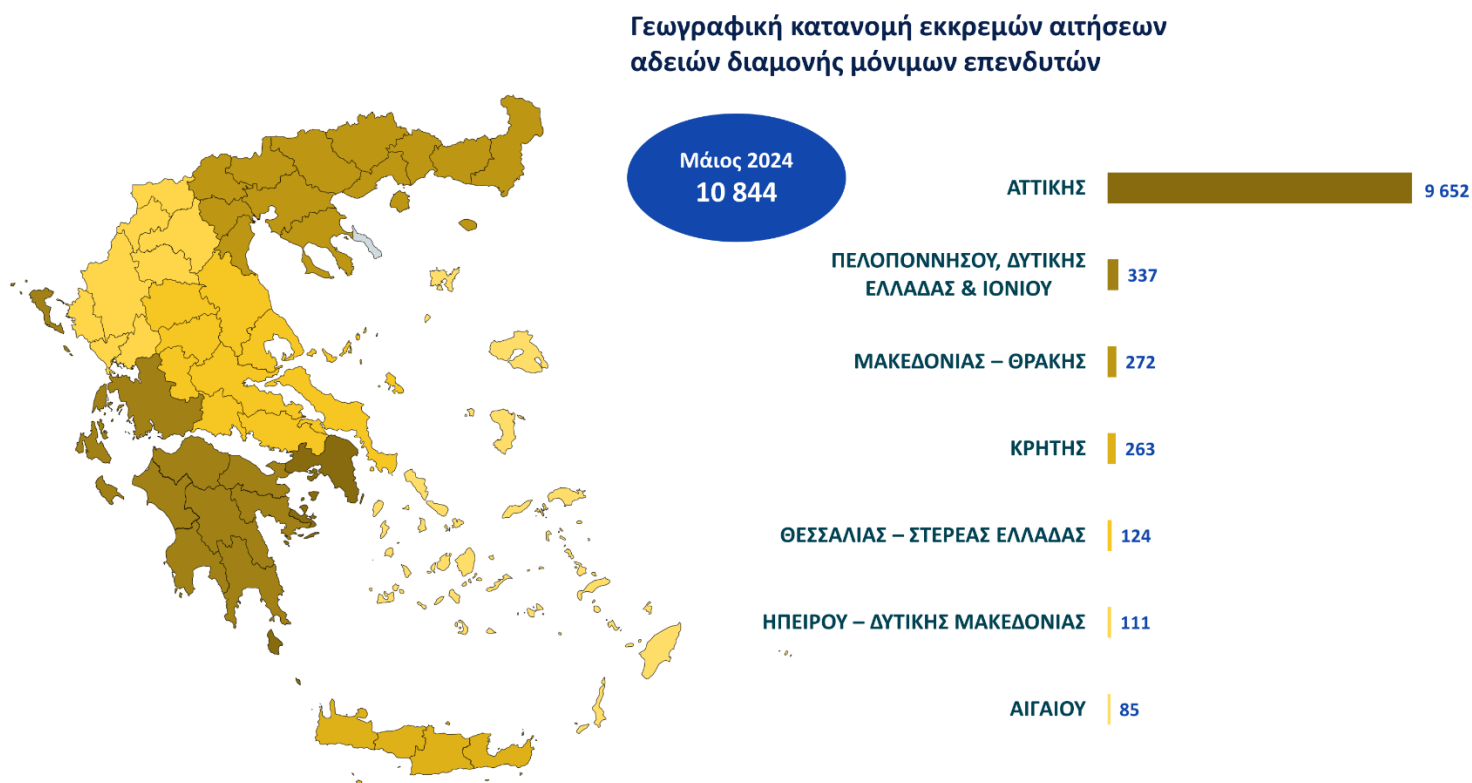 Γεωγραφική κατανομή εκκρεμών αιτήσεων
αδειών διαμονής μόνιμων επενδυτών
Μάιος 2024
10 844
ΑΤΤΙΚΗΣ 9 652
ΠΕΛΟΠΟΝΝΗΣΟΥ, ΔΥΤΙΚΗΣ
ΕΛΛΑΔΑΣ & ΙΟΝΙΟΥ 337
ΜΑΚΕΔΟΝΙΑΣ – ΘΡΑΚΗΣ 272
ΚΡΗΤΗΣ 263
ΘΕΣΣΑΛΙΑΣ – ΣΤΕΡΕΑΣ ΕΛΛΑΔΑΣ 124
ΗΠΕΙΡΟΥ – ΔΥΤΙΚΗΣ ΜΑΚΕΔΟΝΙΑΣ 111
ΑΙΓΑΙΟΥ 85